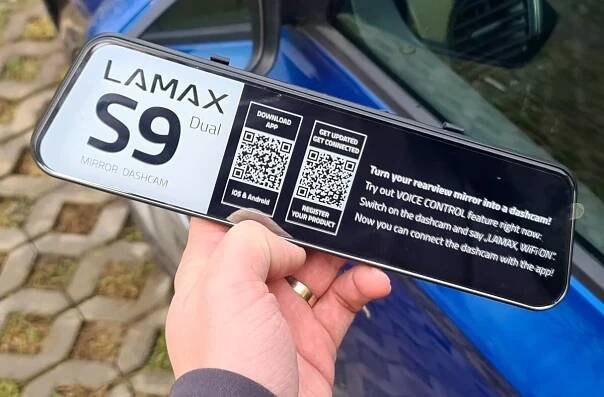 LAMAX
S9 Dual
MIRROR DASHCAM
DOWNLOAD
APP
iOS & Android
GET UPDATED
GET CONNECTED
REGISTER
YOUR PRODUCT
Turn your rearview mirror into a dashcam!
Try out VOICE CONTROL feature right now:
Switch on the dashcam and say „LAMAX, WiFi ON“.
Now you can connect the dashcam with the app!